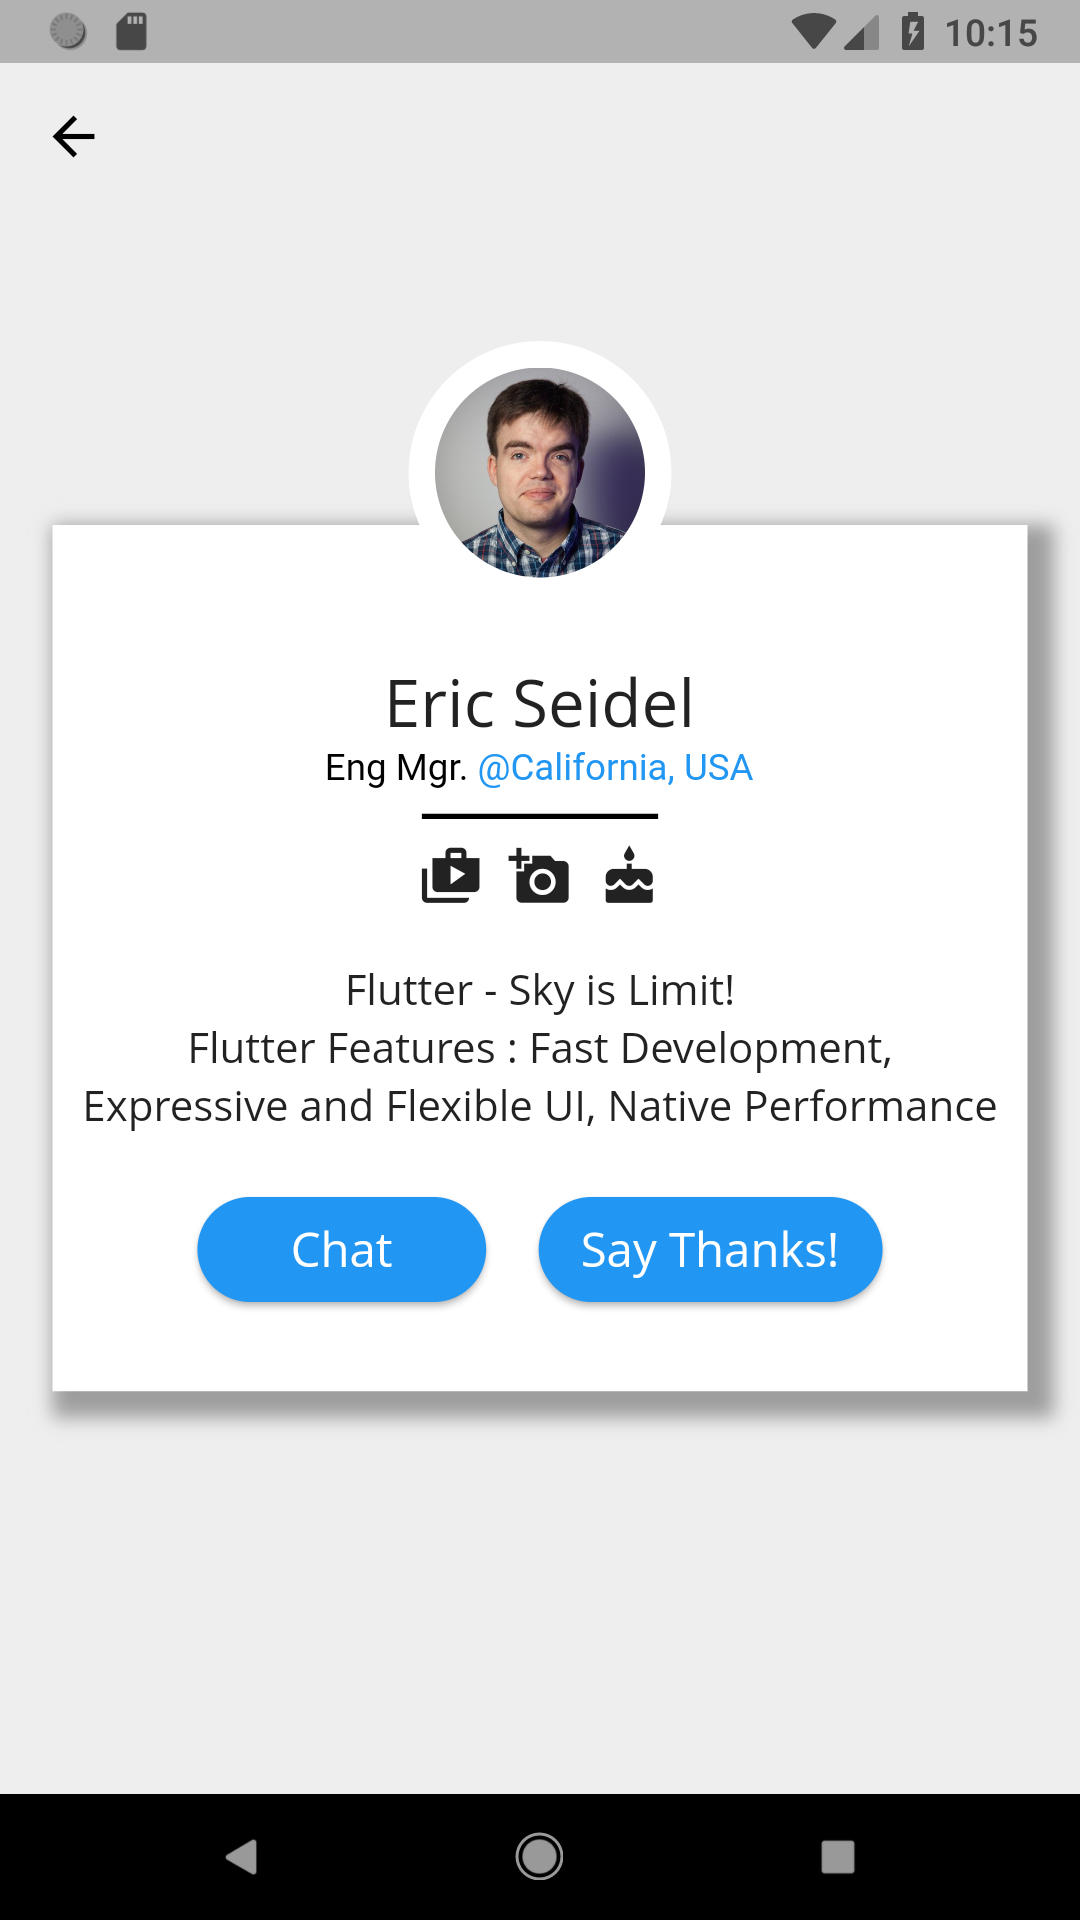 10:15
Eric Seidel
Eng Mgr. @California, USA
Flutter - Sky is Limit!
Flutter Features : Fast Development,
Expressive and Flexible UI, Native Performance
Chat
Say Thanks!